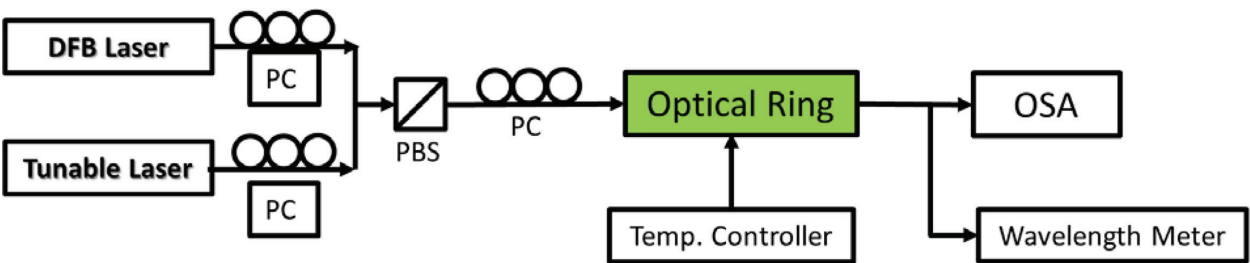 DFB Laser
PC
PBS
PC
Optical Ring
OSA
Tunable Laser
PC
Temp. Controller
Wavelength Meter